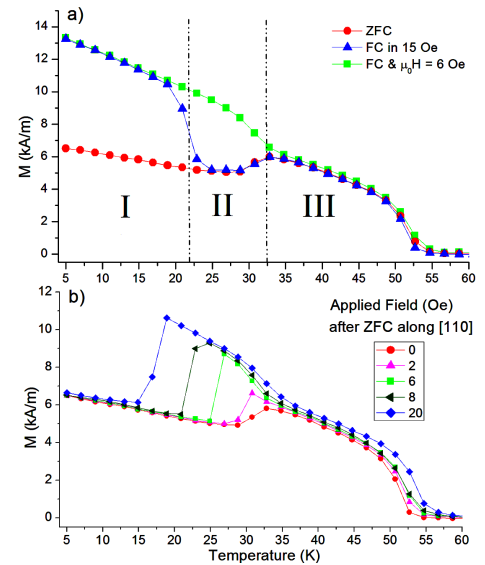 a)
ZFC
FC in 15 Oe
FC & μ₀H = 6 Oe
14
12
10
8
6
4
2
0
M (kA/m)
I
II
III
5 10 15 20 25 30 35 40 45 50 55 60
b)
Applied Field (Oe)
after ZFC along [110]
0
2
6
8
20
12
10
8
6
4
2
0
M (kA/m)
5 10 15 20 25 30 35 40 45 50 55 60
Temperature (K)